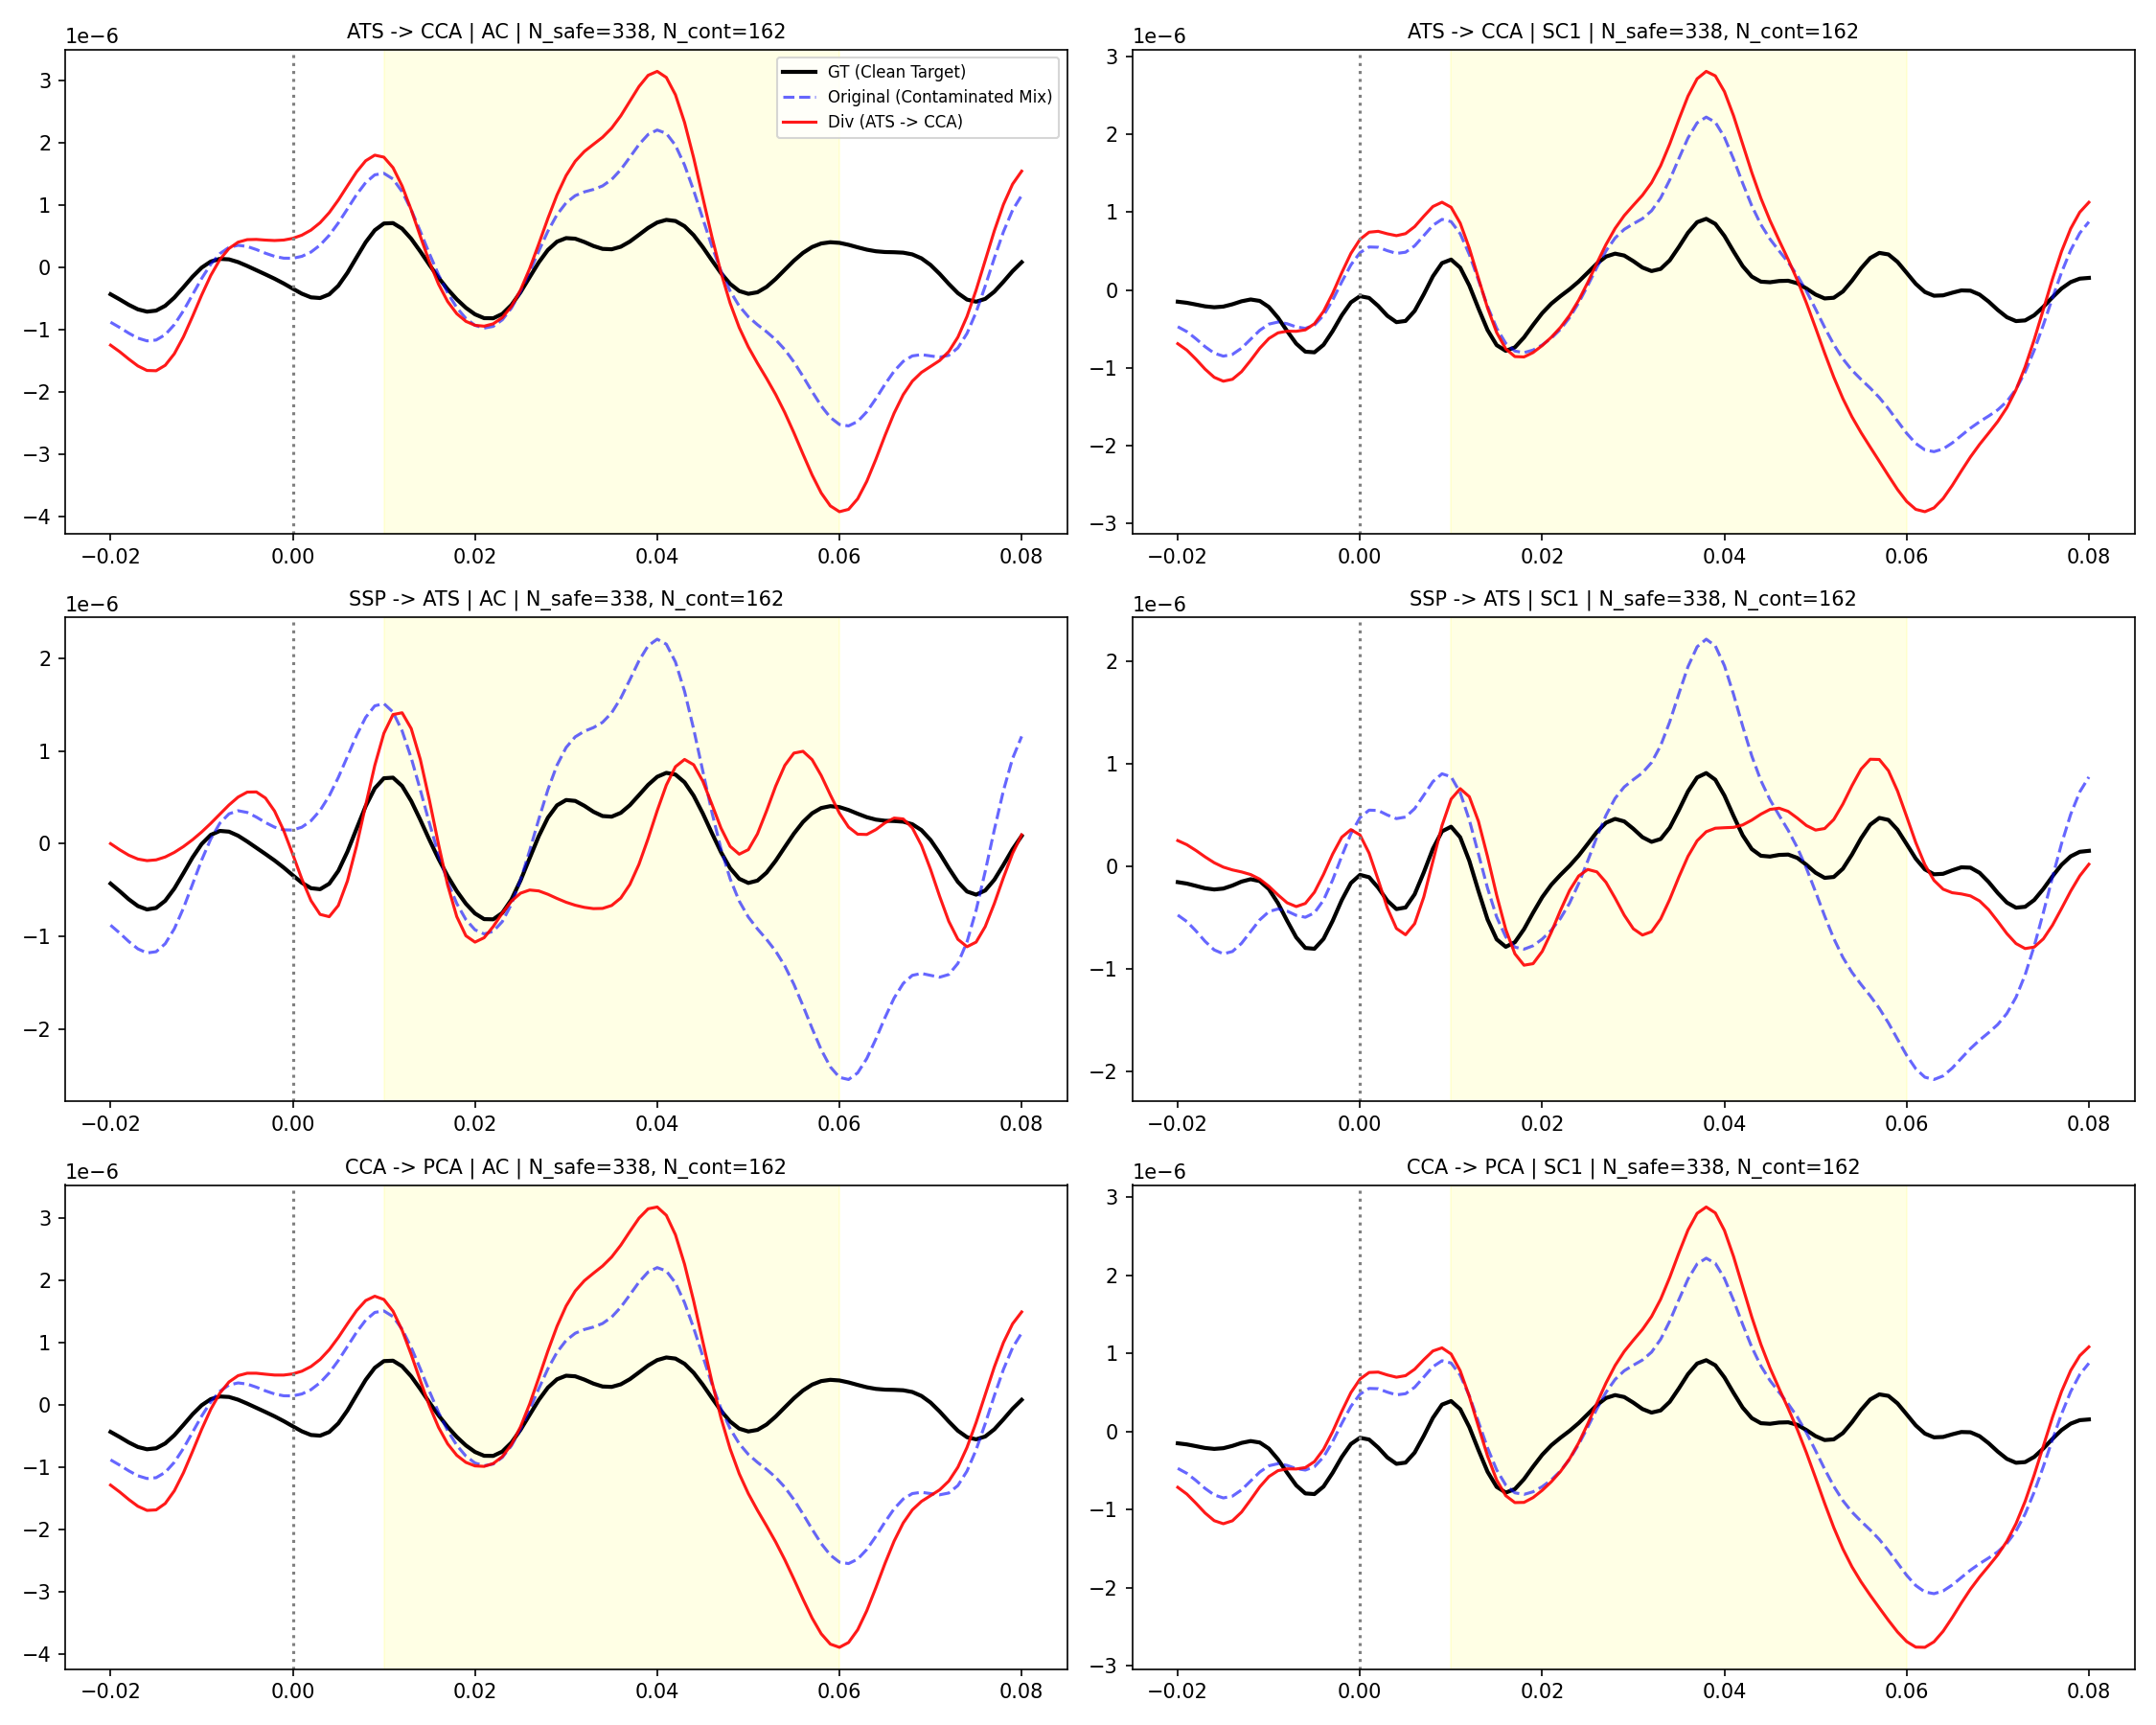 ATS -> CCA | AC | N_safe=338, N_cont=162
1e−6
3
2
1
0
−1
−2
−3
−4
−0.02 0.00 0.02 0.04 0.06 0.08
GT (Clean Target)
Original (Contaminated Mix)
Div (ATS -> CCA)
ATS -> CCA | SC1 | N_safe=338, N_cont=162
1e−6
3
2
1
0
−1
−2
−3
−0.02 0.00 0.02 0.04 0.06 0.08
SSP -> ATS | AC | N_safe=338, N_cont=162
1e−6
2
1
0
−1
−2
−0.02 0.00 0.02 0.04 0.06 0.08
SSP -> ATS | SC1 | N_safe=338, N_cont=162
1e−6
2
1
0
−1
−2
−0.02 0.00 0.02 0.04 0.06 0.08
CCA -> PCA | AC | N_safe=338, N_cont=162
1e−6
3
2
1
0
−1
−2
−3
−4
−0.02 0.00 0.02 0.04 0.06 0.08
CCA -> PCA | SC1 | N_safe=338, N_cont=162
1e−6
3
2
1
0
−1
−2
−3
−0.02 0.00 0.02 0.04 0.06 0.08